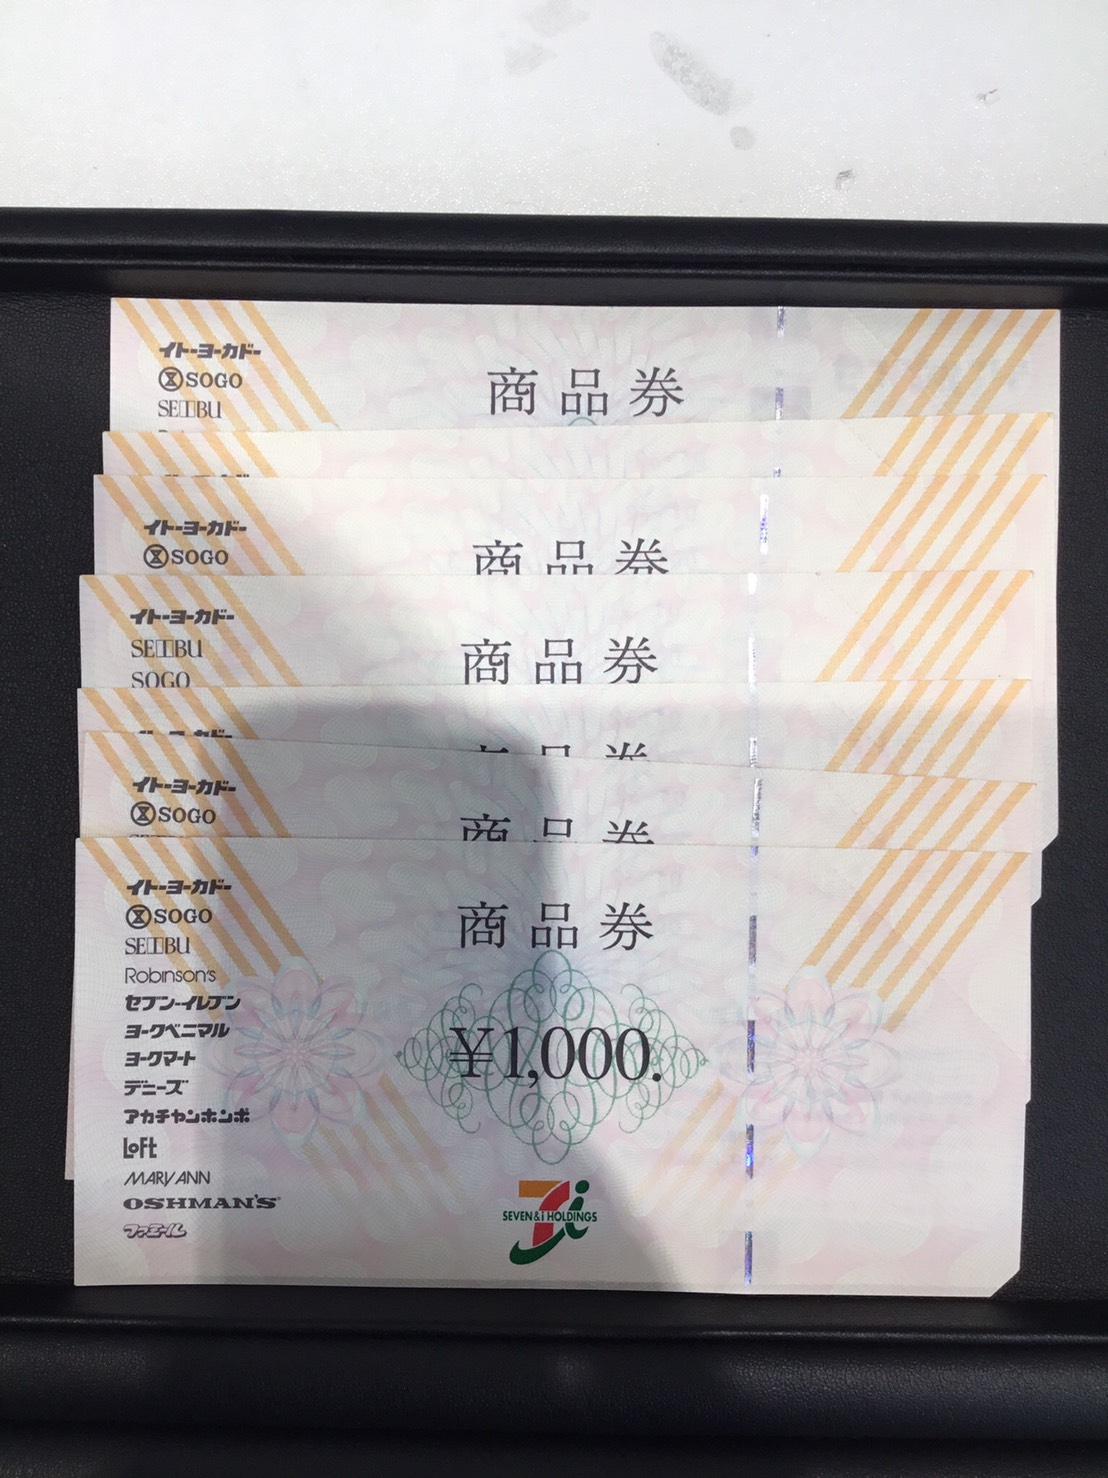 イトーヨーカドー
SOGO
SEIBU
商品券
イトーヨーカドー
SOGO
商品券
イトーヨーカドー
SEIBU
SOGO
商品券
イトーヨーカドー
SOGO
商品券
イトーヨーカドー
SOGO
SEIBU
Robinson's
セブン-イレブン
ヨークベニマル
ヨークマート
デニーズ
アカチャンホンポ
LoFt
MARY ANN
OSHMAN'S
ファミール
商品券
¥1,000.
SEVEN & i HOLDINGS